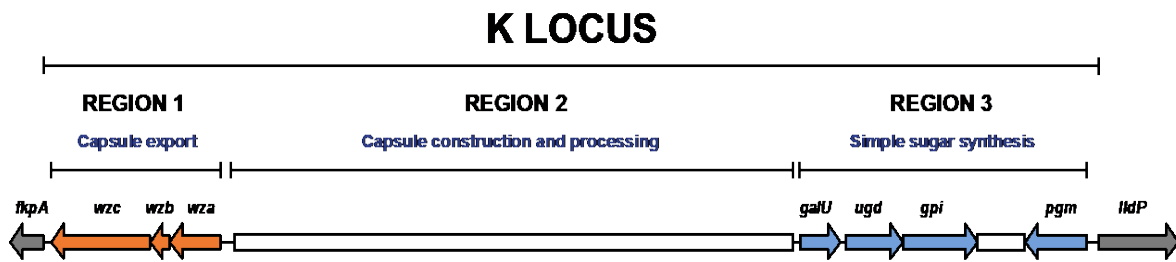 K LOCUS
REGION 1 REGION 2 REGION 3
Capsule export Capsule construction and processing Simple sugar synthesis
fkpA wzc wzb wza galU ugd gpi pgm lldP